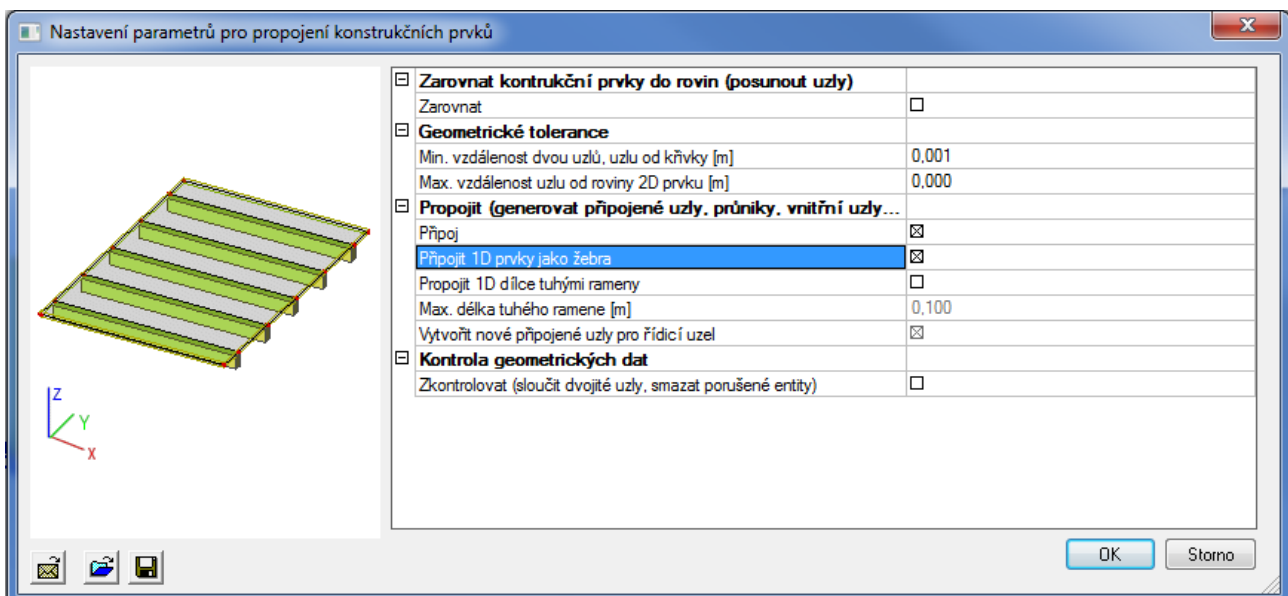 Nastavení parametrů pro propojení konstrukčních prvků
Zarovnat kontrukční prvky do rovin (posunout uzly)
Zarovnat
Geometrické tolerance
Min. vzdálenost dvou uzlů, uzlu od křivky [m] 0,001
Max. vzdálenost uzlu od roviny 2D prvku [m] 0,000
Propojit (generovat připojené uzly, průniky, vnitřní uzly...
Připoj
Připojit 1D prvky jako žebra
Propojit 1D dílce tuhými rameny
Max. délka tuhého ramene [m] 0,100
Vytvořit nové připojené uzly pro řídicí uzel
Kontrola geometrických dat
Zkontrolovat (sloučit dvojité uzly, smazat porušené entity)
Z
Y
X
OK Storno